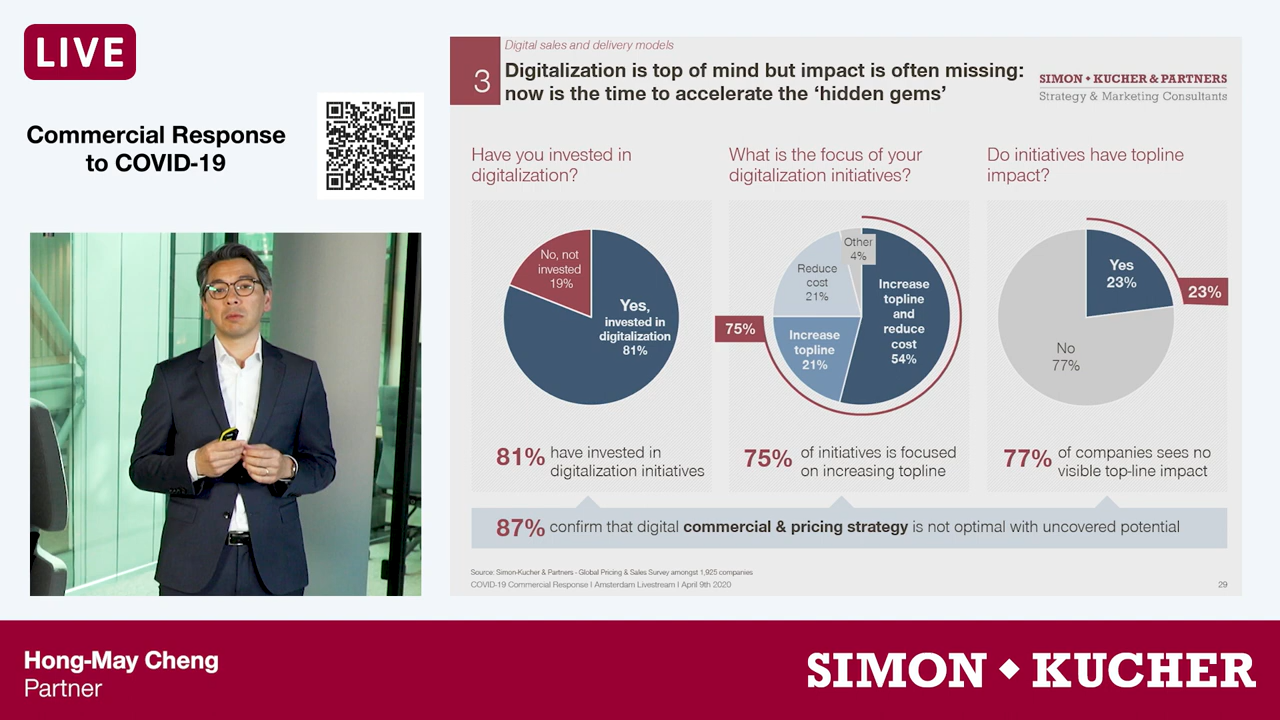 LIVE
Commercial Response
to COVID-19
Digital sales and delivery models
3
Digitalization is top of mind but impact is often missing:
now is the time to accelerate the ‘hidden gems’
SIMON • KUCHER & PARTNERS
Strategy & Marketing Consultants
Have you invested in
digitalization?
No, not
invested
19%
Yes,
invested in
digitalization
81%
81% have invested in
digitalization initiatives
What is the focus of your
digitalization initiatives?
Other
4%
Reduce
cost
21%
Increase
topline
and
reduce
cost
54%
75%
Increase
topline
21%
75% of initiatives is focused
on increasing topline
Do initiatives have topline
impact?
Yes
23%
23%
No
77%
77% of companies sees no
visible top-line impact
87% confirm that digital commercial & pricing strategy is not optimal with uncovered potential
Source: Simon-Kucher & Partners - Global Pricing & Sales Survey amongst 1,925 companies
COVID-19 Commercial Response I Amsterdam Livestream I April 9th 2020
29
Hong-May Cheng
Partner
SIMON ◆ KUCHER